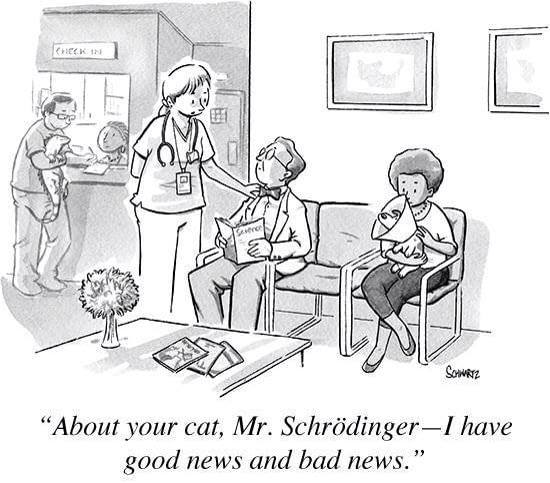 CHECK IN
Science
SCHWARTZ
“About your cat, Mr. Schrödinger—I have
good news and bad news.”